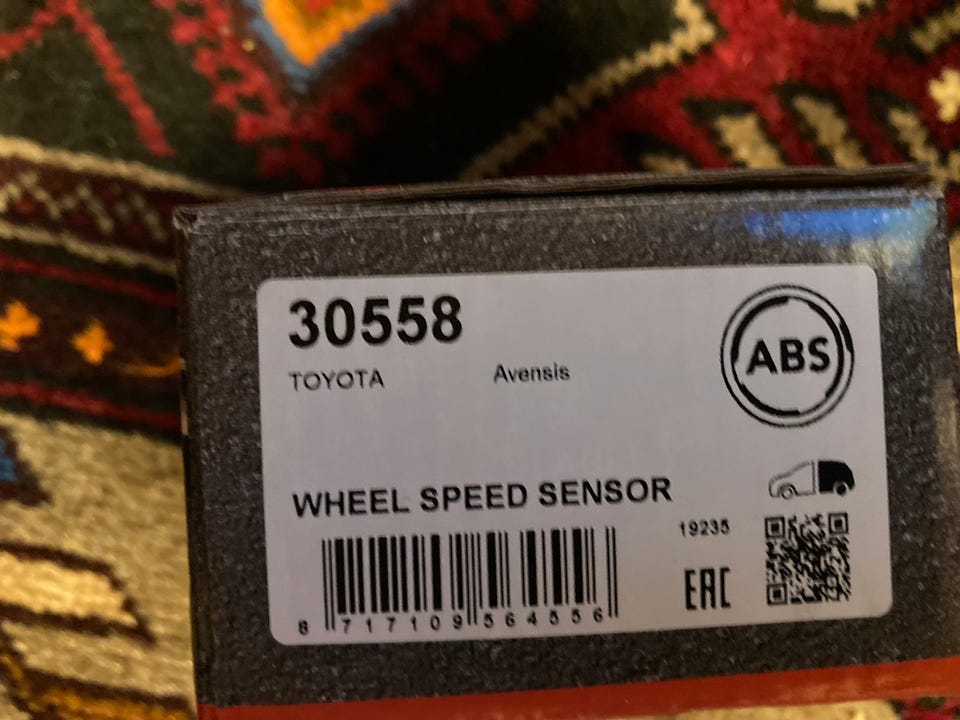 30558
TOYOTA Avensis
ABS
WHEEL SPEED SENSOR
19235
EAC
8 717109 564556